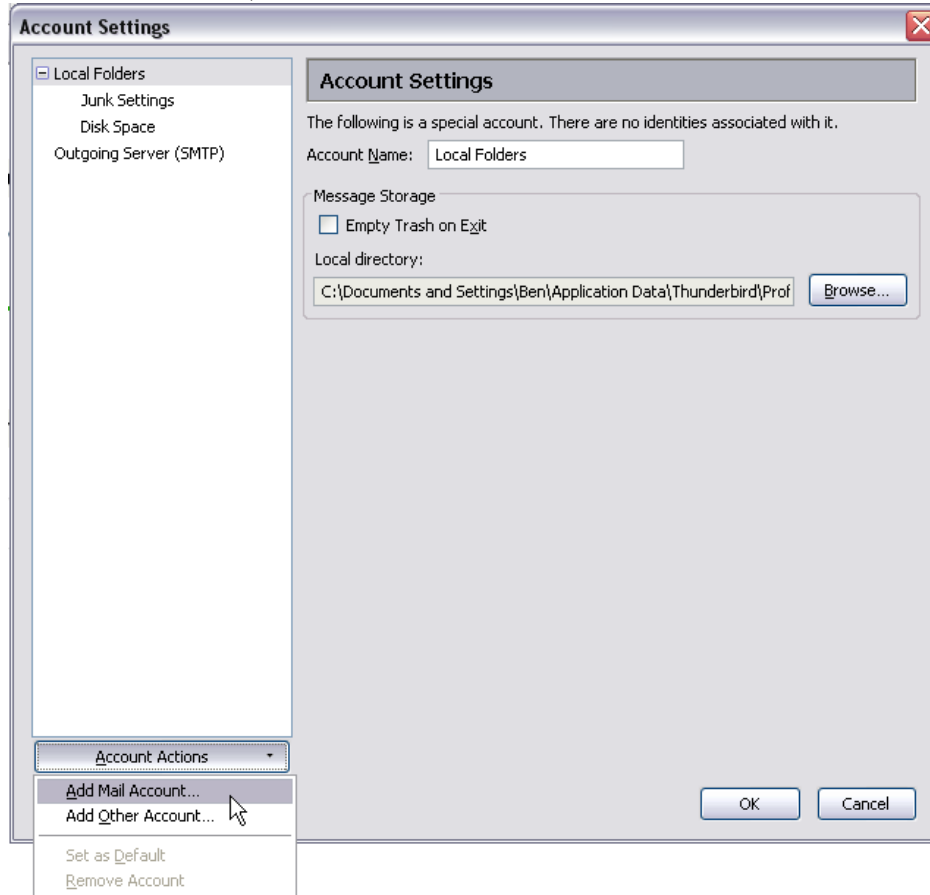 Account Settings
Local Folders
Junk Settings
Disk Space
Outgoing Server (SMTP)
Account Settings
The following is a special account. There are no identities associated with it.
Account Name: Local Folders
Message Storage
Empty Trash on Exit
Local directory:
C:\Documents and Settings\Ben\Application Data\Thunderbird\Prof Browse...
Account Actions
Add Mail Account...
Add Other Account...
Set as Default
Remove Account
OK Cancel